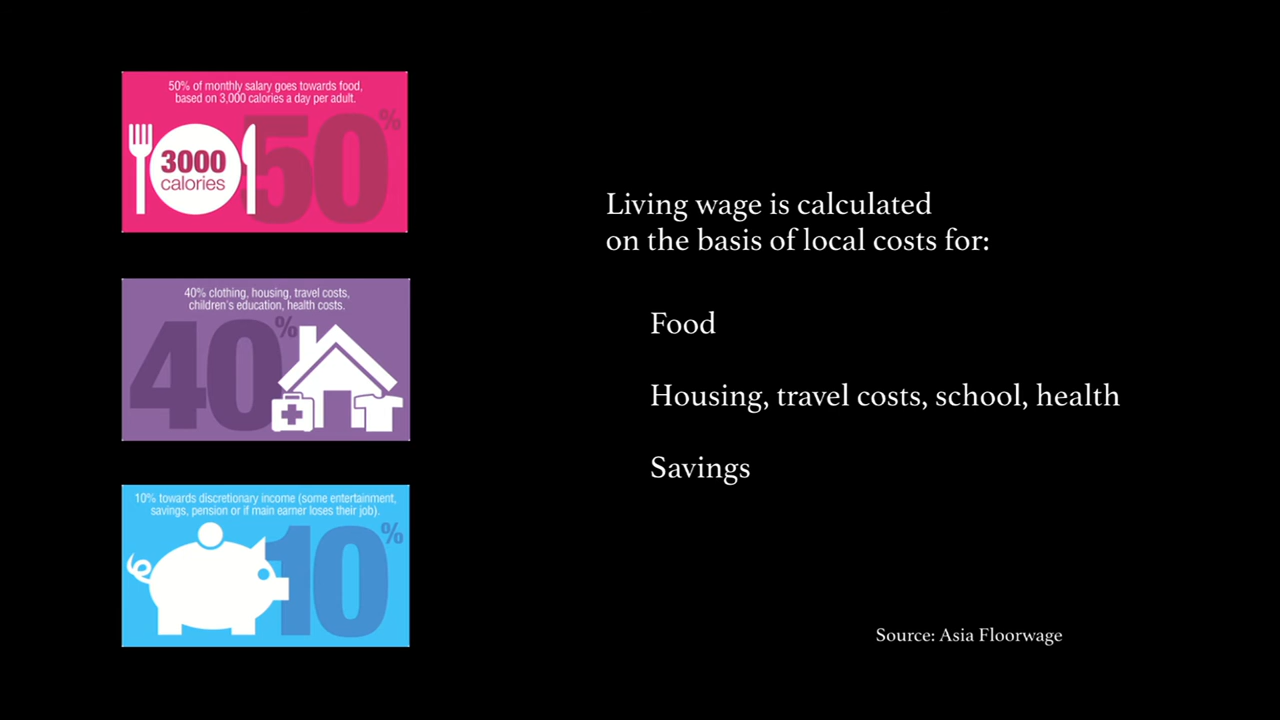 50% of monthly salary goes towards food,
based on 3,000 calories a day per adult.
50%
3000
calories
40% clothing, housing, travel costs,
children's education, health costs.
40%
10% towards discretionary income (some entertainment,
savings, pension or if main earner loses their job).
10%
Living wage is calculated
on the basis of local costs for:
Food
Housing, travel costs, school, health
Savings
Source: Asia Floorwage